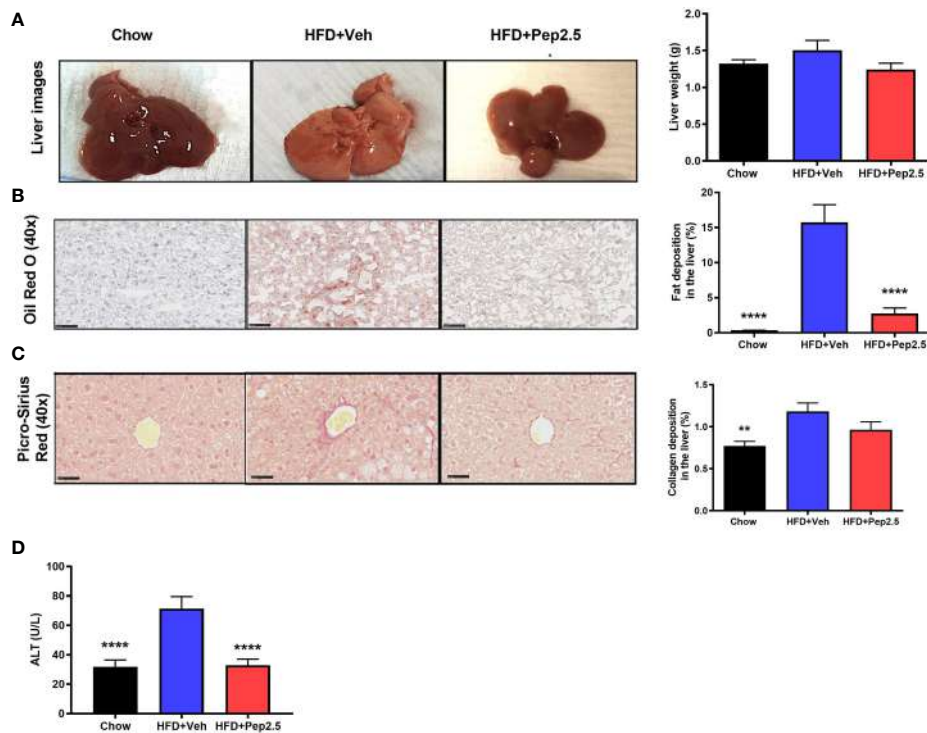 A
Chow
HFD+Veh
HFD+Pep2.5
Liver images
Liver weight (g)
2.0
1.5
1.0
0.5
0.0
Chow
HFD+Veh
HFD+Pep2.5
B
Oil Red O (40x)
Fat deposition
in the liver (%)
20
15
10
5
0
****
****
Chow
HFD+Veh
HFD+Pep2.5
C
Picro-Sirius
Red (40x)
Collagen deposition
in the liver (%)
1.5
1.0
0.5
0.0
**
Chow
HFD+Veh
HFD+Pep2.5
D
ALT (U/L)
100
80
60
40
20
0
****
****
Chow
HFD+Veh
HFD+Pep2.5